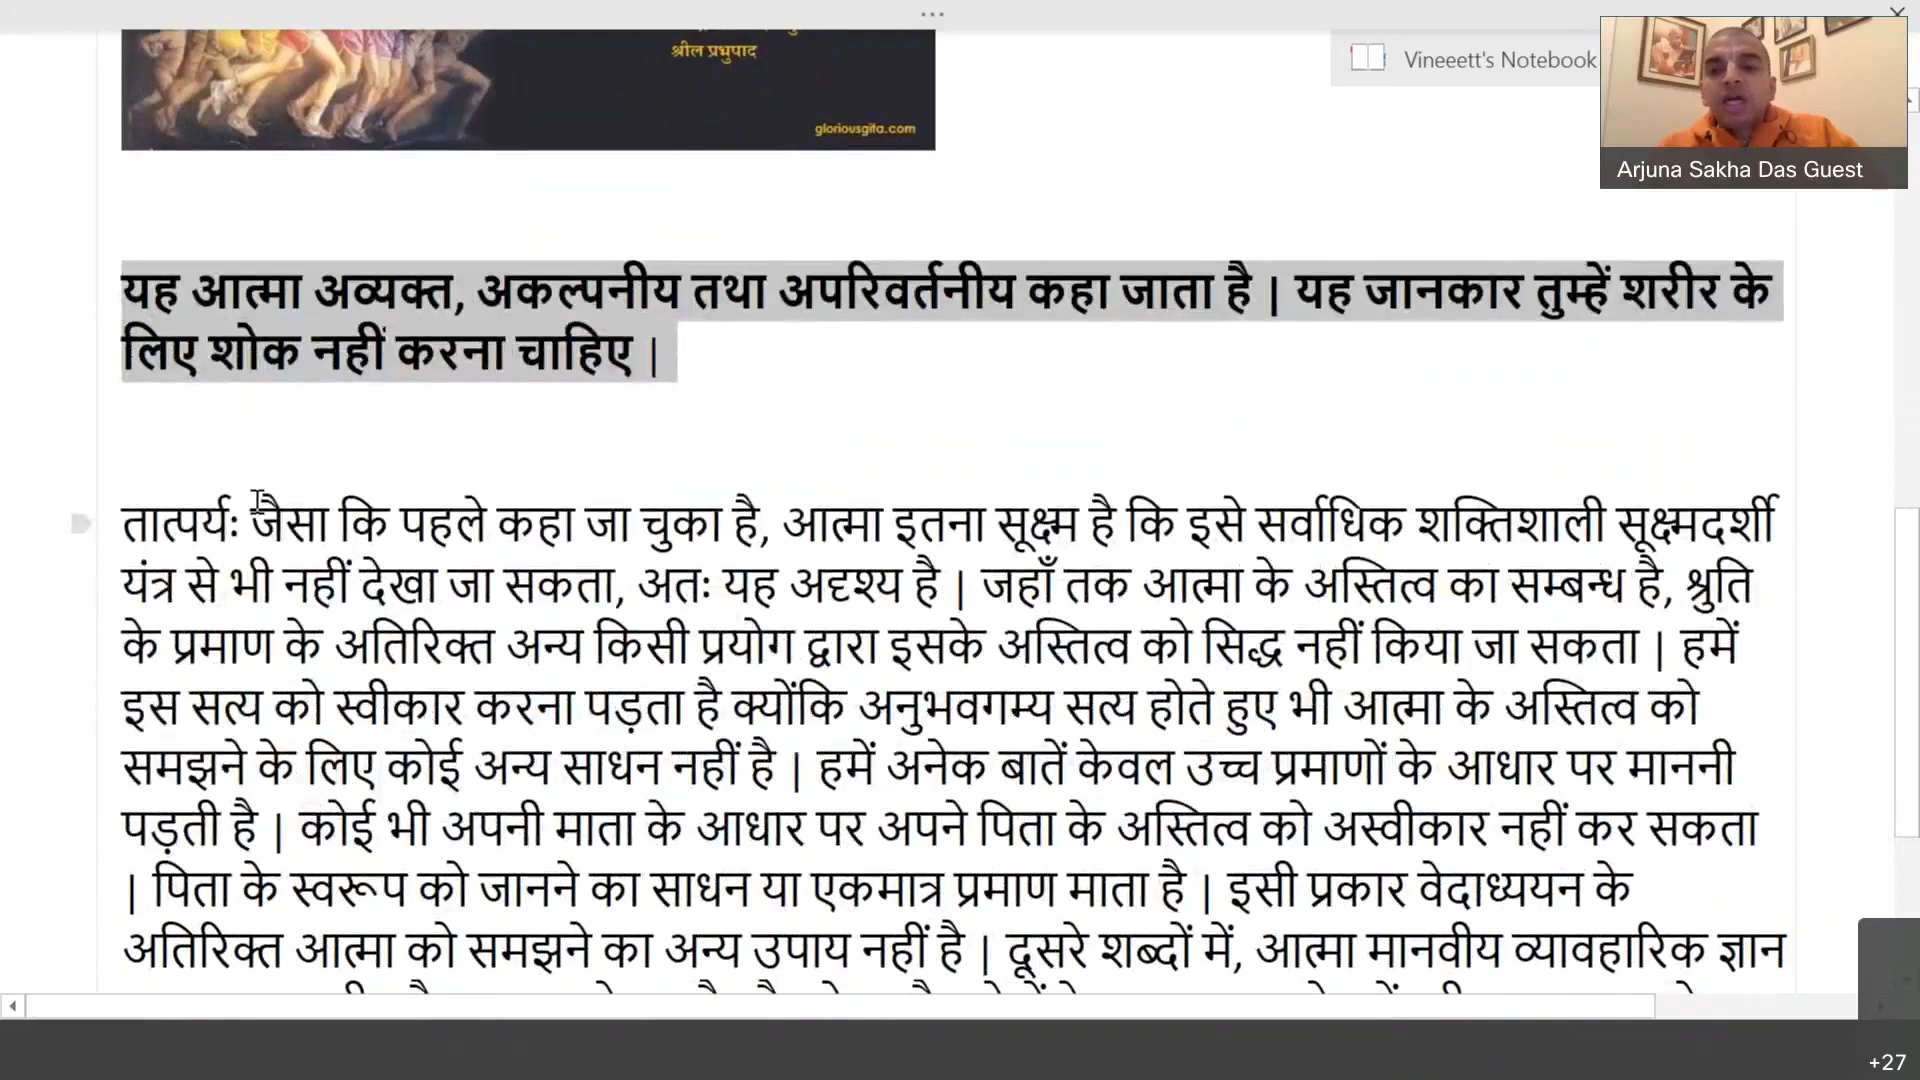 श्रील प्रभुपाद
gloriousgita.com
Vineeett's Notebook
Arjuna Sakha Das Guest
यह आत्मा अव्यक्त, अकल्पनीय तथा अपरिवर्तनीय कहा जाता है | यह जानकार तुम्हें शरीर के
लिए शोक नहीं करना चाहिए |
तात्पर्यः जैसा कि पहले कहा जा चुका है, आत्मा इतना सूक्ष्म है कि इसे सर्वाधिक शक्तिशाली सूक्ष्मदर्शी
यंत्र से भी नहीं देखा जा सकता, अतः यह अदृश्य है | जहाँ तक आत्मा के अस्तित्व का सम्बन्ध है, श्रुति
के प्रमाण के अतिरिक्त अन्य किसी प्रयोग द्वारा इसके अस्तित्व को सिद्ध नहीं किया जा सकता | हमें
इस सत्य को स्वीकार करना पड़ता है क्योंकि अनुभवगम्य सत्य होते हुए भी आत्मा के अस्तित्व को
समझने के लिए कोई अन्य साधन नहीं है | हमें अनेक बातें केवल उच्च प्रमाणों के आधार पर माननी
पड़ती है | कोई भी अपनी माता के आधार पर अपने पिता के अस्तित्व को अस्वीकार नहीं कर सकता
| पिता के स्वरूप को जानने का साधन या एकमात्र प्रमाण माता है | इसी प्रकार वेदाध्ययन के
अतिरिक्त आत्मा को समझने का अन्य उपाय नहीं है | दूसरे शब्दों में, आत्मा मानवीय व्यावहारिक ज्ञान
+27